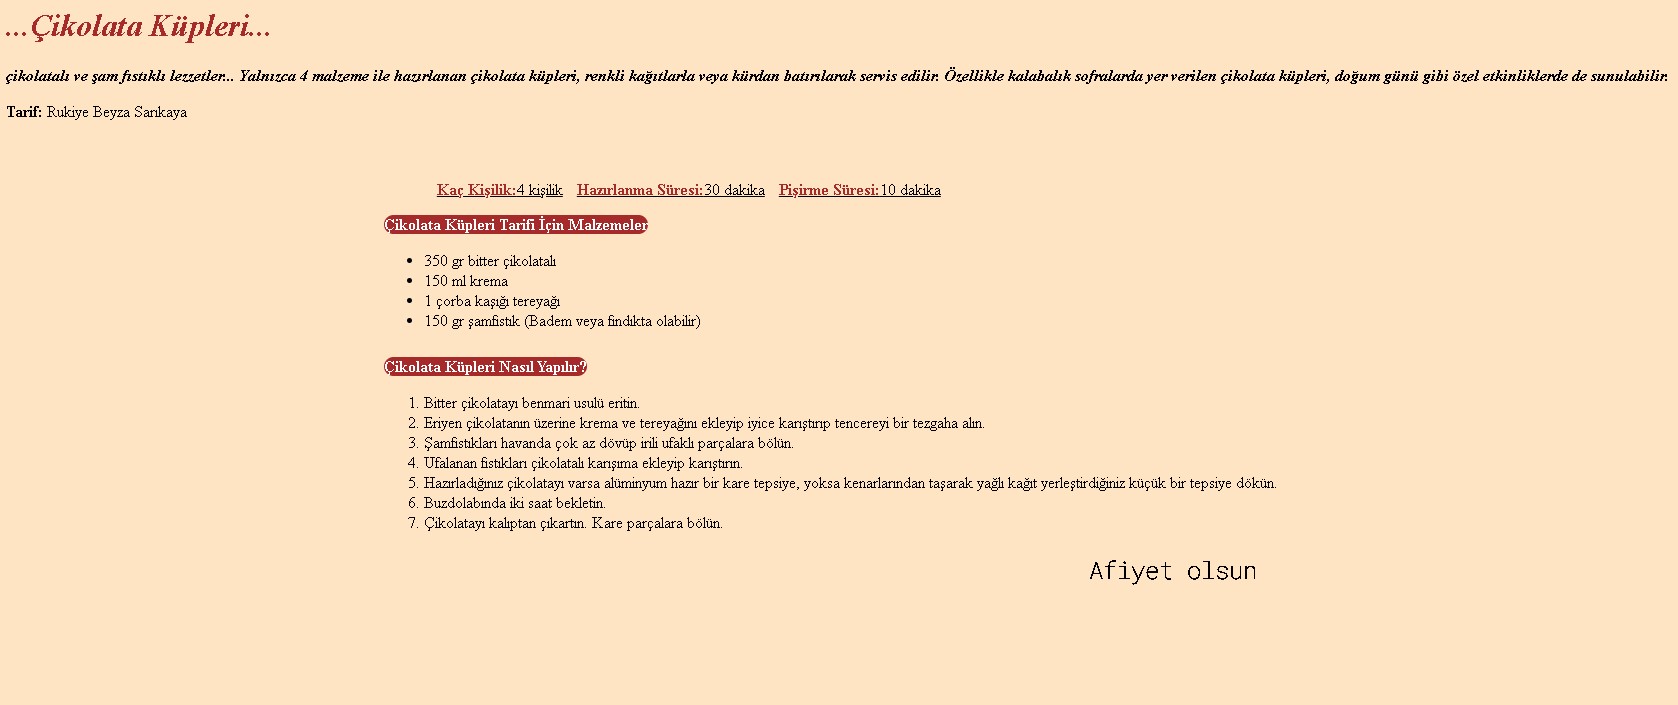 ...Çikolata Küpleri...
çikolatalı ve şam fıstıklı lezzetler... Yalnızca 4 malzeme ile hazırlanan çikolata küpleri, renkli kağıtlarla veya kürdan batırılarak servis edilir. Özellikle kalabalık sofralarda yer verilen çikolata küpleri, doğum günü gibi özel etkinliklerde de sunulabilir.
Tarif: Rukiye Beyza Sarıkaya
Kaç Kişilik:4 kişilik Hazırlanma Süresi:30 dakika Pişirme Süresi:10 dakika
Çikolata Küpleri Tarifi İçin Malzemeler
• 350 gr bitter çikolatalı
• 150 ml krema
• 1 çorba kaşığı tereyağı
• 150 gr şamfıstık (Badem veya fındıkta olabilir)
Çikolata Küpleri Nasıl Yapılır?
1. Bitter çikolatayı benmari usulü eritin.
2. Eriyen çikolatanın üzerine krema ve tereyağını ekleyip iyice karıştırıp tencereyi bir tezgaha alın.
3. Şamfıstıkları havanda çok az dövüp irili ufaklı parçalara bölün.
4. Ufalanan fıstıkları çikolatalı karışıma ekleyip karıştırın.
5. Hazırladığınız çikolatayı varsa alüminyum hazır bir kare tepsiye, yoksa kenarlarından taşarak yağlı kağıt yerleştirdiğiniz küçük bir tepsiye dökün.
6. Buzdolabında iki saat bekletin.
7. Çikolatayı kalıptan çıkartın. Kare parçalara bölün.
Afiyet olsun